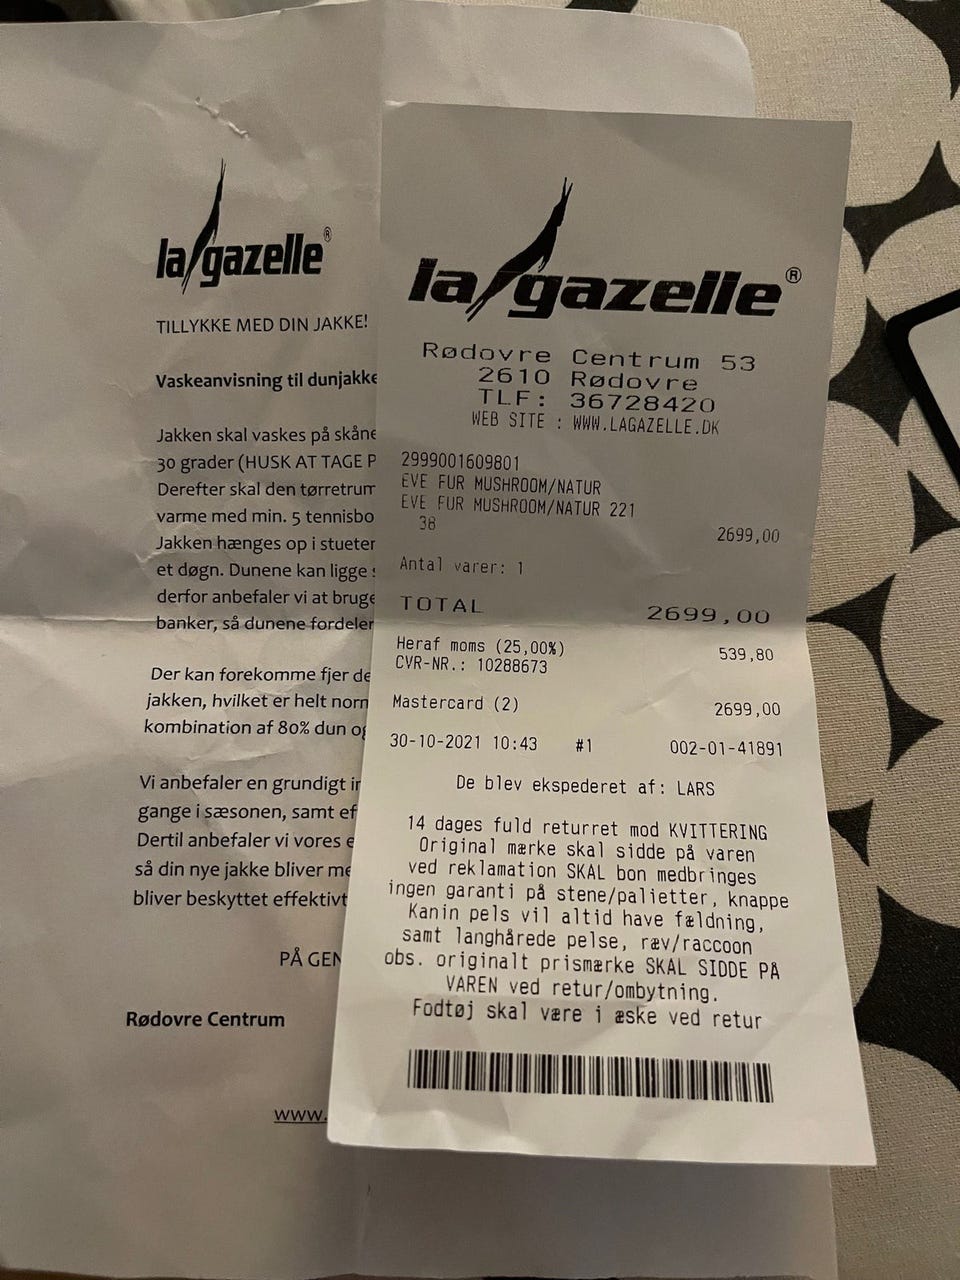 la gazelle®
TILLYKKE MED DIN JAKKE!
Vaskeanvisning til dunjakke
Jakken skal vaskes på skåne
30 grader (HUSK AT TAGE P
Derefter skal den tørretrum
varme med min. 5 tennisbo
Jakken hænges op i stuetem
et døgn. Dunene kan ligge
derfor anbefaler vi at bruge
banker, så dunene fordeler
Der kan forekomme fjer de
jakken, hvilket er helt norm
kombination af 80% dun og
Vi anbefaler en grundigt
gange i sæsonen, samt
Dertil anbefaler vi vores
så din nye jakke bliver
bliver beskyttet effektivt
PÅ GEN
Rødovre Centrum
www.
la gazelle®
Rødovre Centrum 53
2610 Rødovre
TLF: 36728420
WEB SITE : WWW.LAGAZELLE.DK
2999001609801
EVE FUR MUSHROOM/NATUR
EVE FUR MUSHROOM/NATUR 221
38 2699,00
Antal varer: 1
TOTAL 2699,00
Heraf moms (25,00%) 539,80
CVR-NR.: 10288673
Mastercard (2) 2699,00
30-10-2021 10:43 #1 002-01-41891
De blev ekspederet af: LARS
14 dages fuld returret mod KVITTERING
Original mærke skal sidde på varen
ved reklamation SKAL bon medbringes
ingen garanti på stene/palietter, knappe
Kanin pels vil altid have fældning,
samt langhårede pelse, ræv/raccoon
obs. originalt prismærke SKAL SIDDE PÅ
VAREN ved retur/ombytning.
Fodtøj skal være i æske ved retur